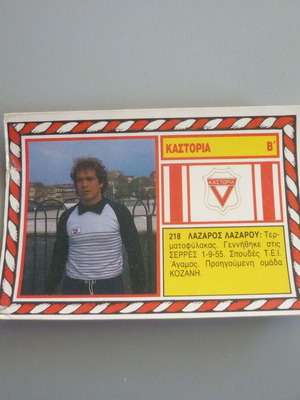 ΚΑΣΤΟΡΙΑ Β΄
ΚΑΣΤΟΡΙΑ
218 ΛΑΖΑΡΟΣ ΛΑΖΑΡΟΥ: Τερ-
ματοφύλακας. Γεννήθηκε στις
ΣΕΡΡΕΣ 1-9-55. Σπουδές Τ.Ε.Ι.
Άγαμος. Προηγούμενη ομάδα
ΚΟΖΑΝΗ.